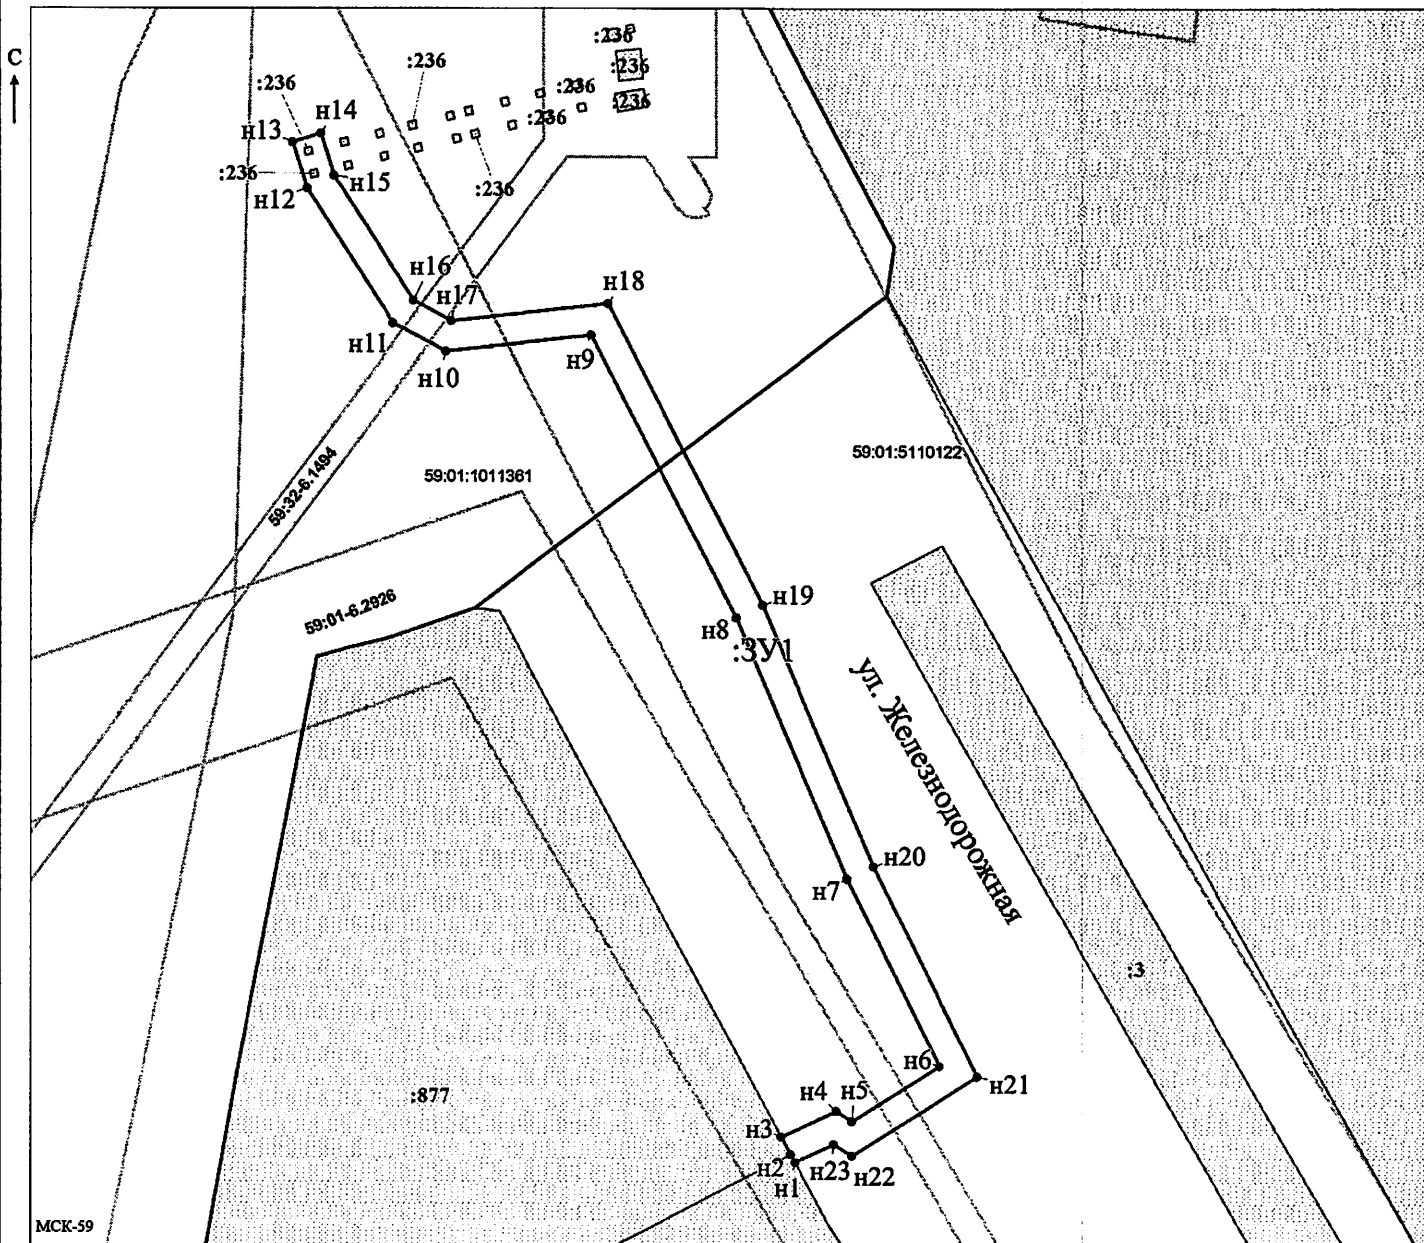 С
:236
:236
:236
:236
:236
:236
:236
:236
:236
н14
н13
н15
н12
н16
н17
н18
н11
н10
н9
59:32-6.1494
59:01:1011361
59:01:5110122
59:01-6.2926
н19
н8
:ЗУ1
ул. Железнодорожная
н20
н7
:3
н6
н21
:877
н4
н5
н3
н2
н23
н22
н1
МСК-59